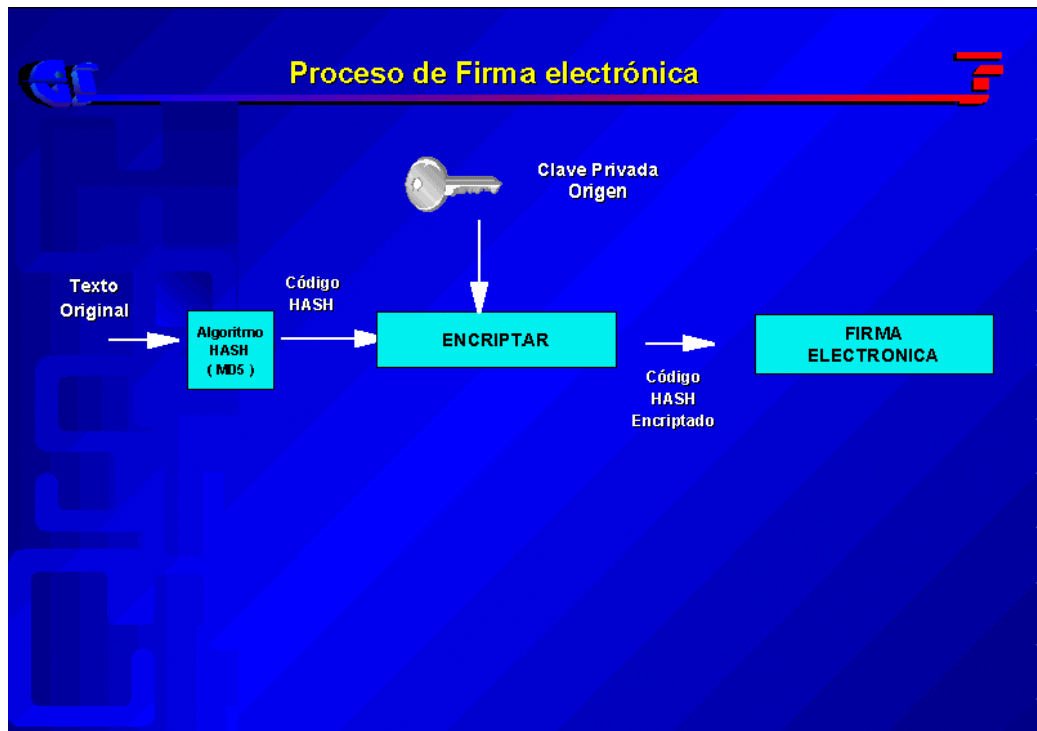 Proceso de Firma electrónica
Clave Privada
Origen
Texto
Original
Código
HASH
Algoritmo
HASH
( MD5 )
ENCRIPTAR
Código
HASH
Encriptado
FIRMA
ELECTRONICA